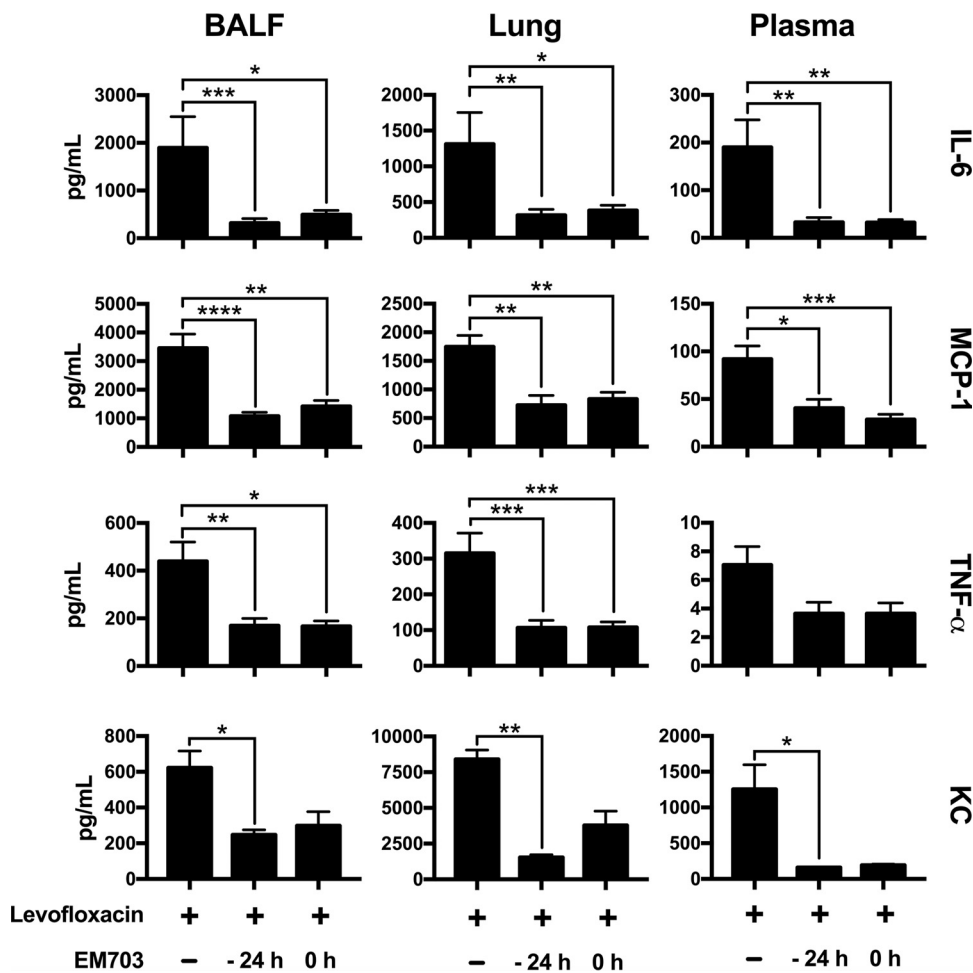 BALF Lung Plasma
* * **
*** ** **
3000 2000 300
2000 1500 200
1000 1000 100
0 500 0
0
pg/mL
IL-6
** ** ***
**** ** *
5000 2500 150
4000 2000 100
3000 1500 50
2000 1000 0
1000 500
0 0
pg/mL
MCP-1
* ***
** ***
600 400 8
400 300 6
200 200 4
0 100 2
0 0
pg/mL
TNF-α
* ** *
800 10000 2000
600 7500 1500
400 5000 1000
200 2500 500
0 0 0
pg/mL
KC
Levofloxacin + + + + + + + + +
EM703 – - 24 h 0 h – - 24 h 0 h – - 24 h 0 h